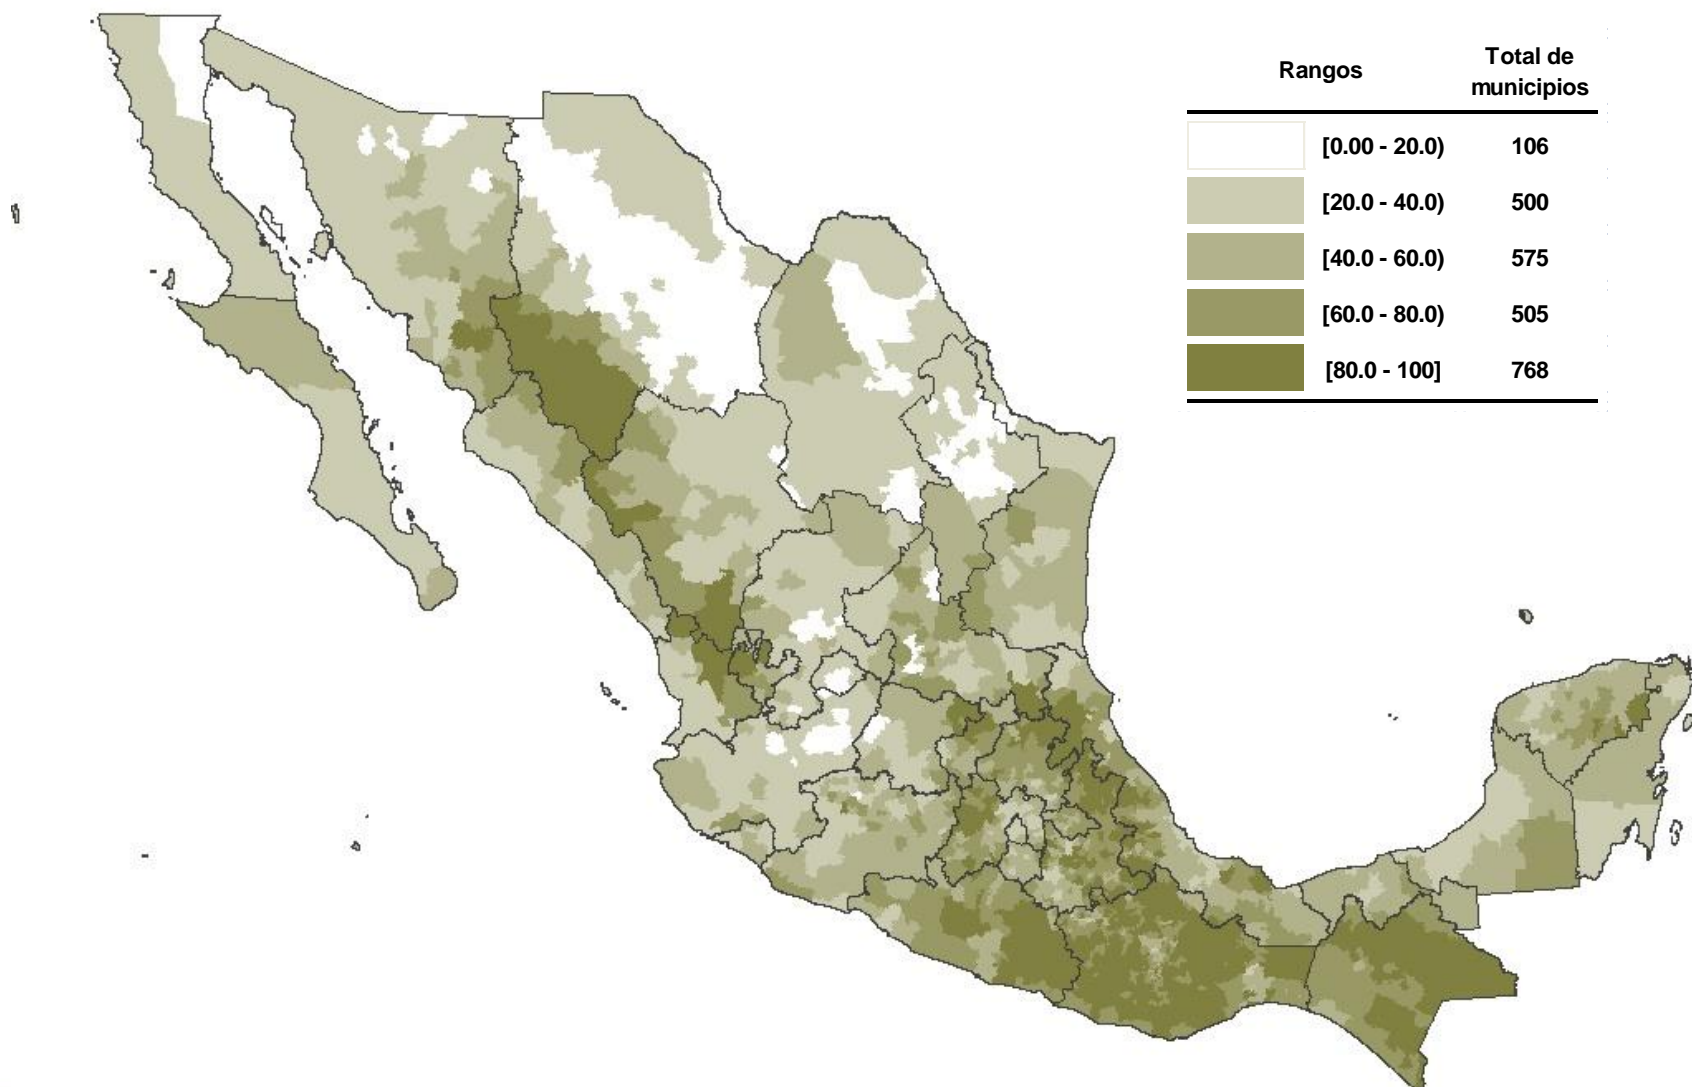 Rangos Total de municipios
[0.00 - 20.0) 106
[20.0 - 40.0) 500
[40.0 - 60.0) 575
[60.0 - 80.0) 505
[80.0 - 100] 768